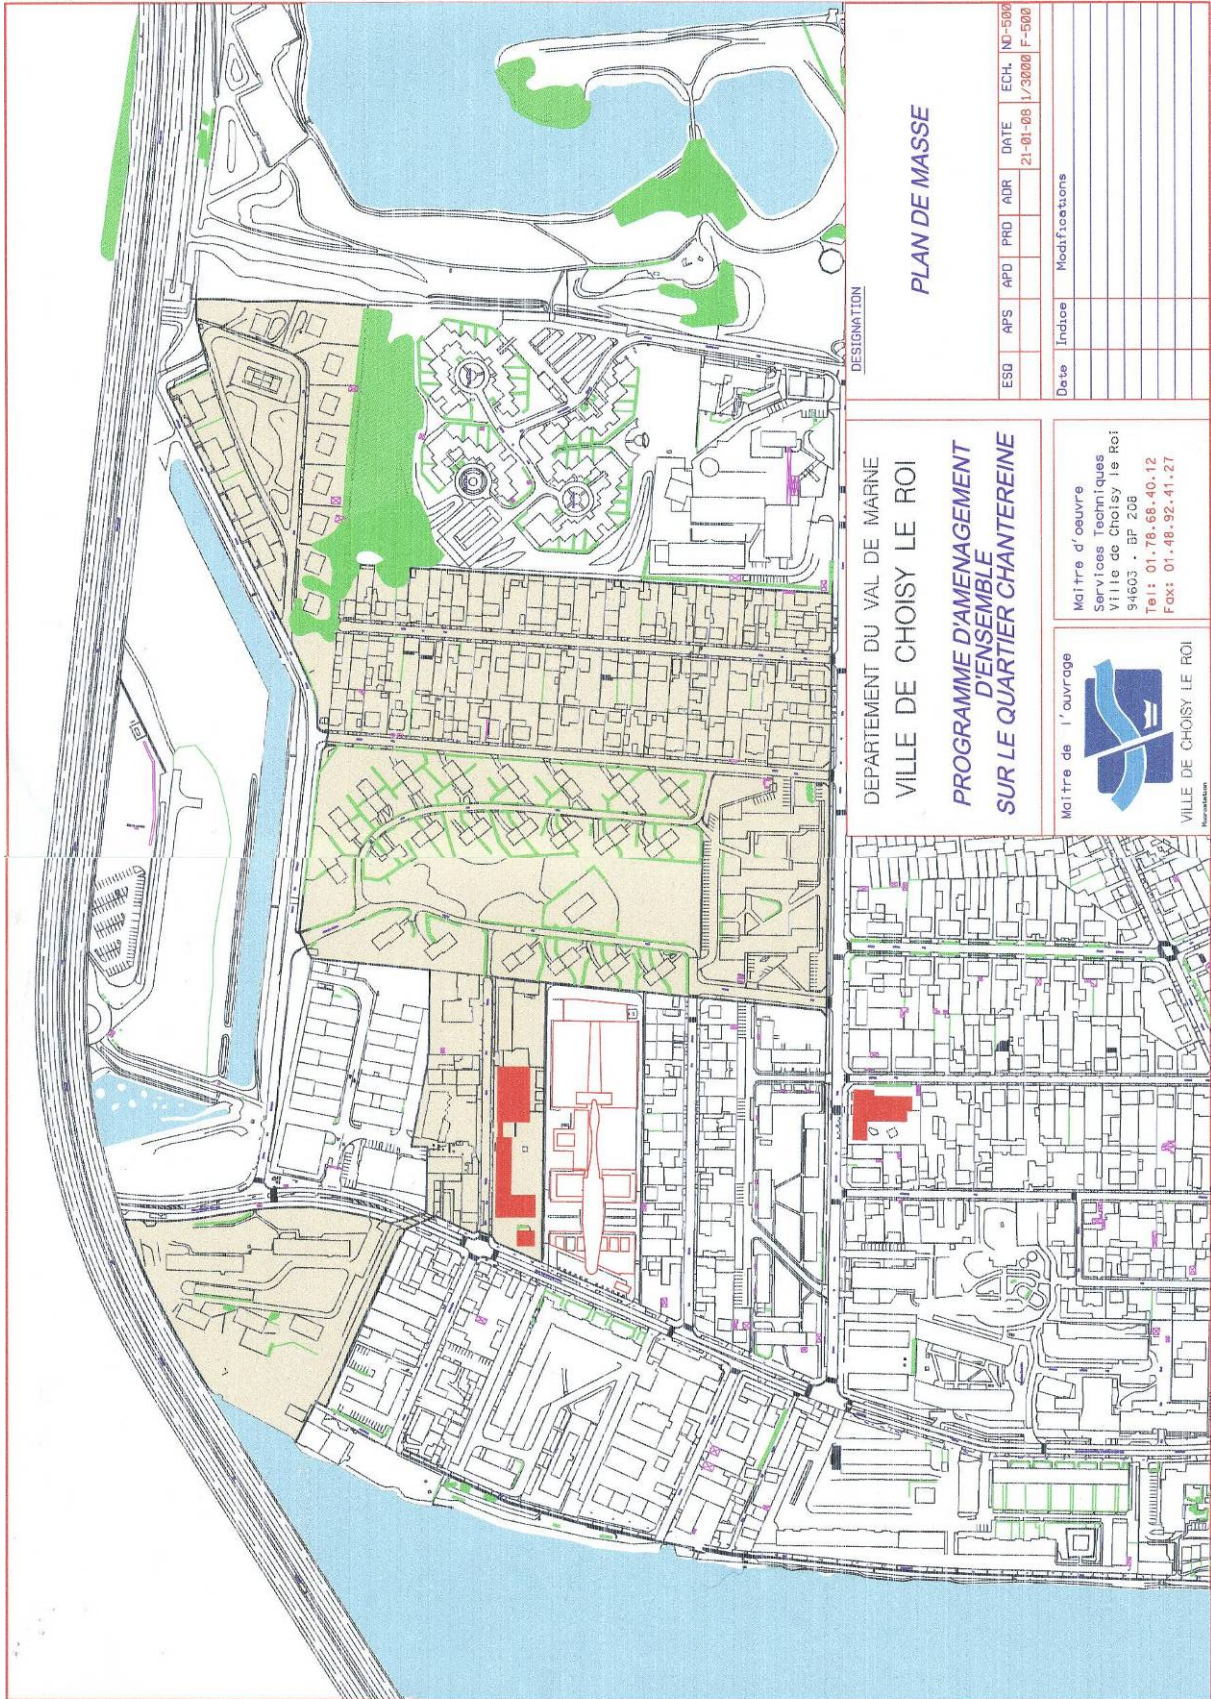 DEPARTEMENT DU VAL DE MARNE
VILLE DE CHOISY LE ROI
PROGRAMME D'AMENAGEMENT
D'ENSEMBLE
SUR LE QUARTIER CHANTEREINE
Maitre de l'ouvrage
VILLE DE CHOISY LE ROI
Maitre d'oeuvre
Services Techniques
Ville de Choisy le Roi
94603 . BP 208
Tel: 01.78.68.40.12
Fax: 01.48.92.41.27
DESIGNATION
PLAN DE MASSE
ESQ APS APD PRO ADR DATE ECH. ND-500
21-01-08 1/3000 F-500
Date Indice Modifications